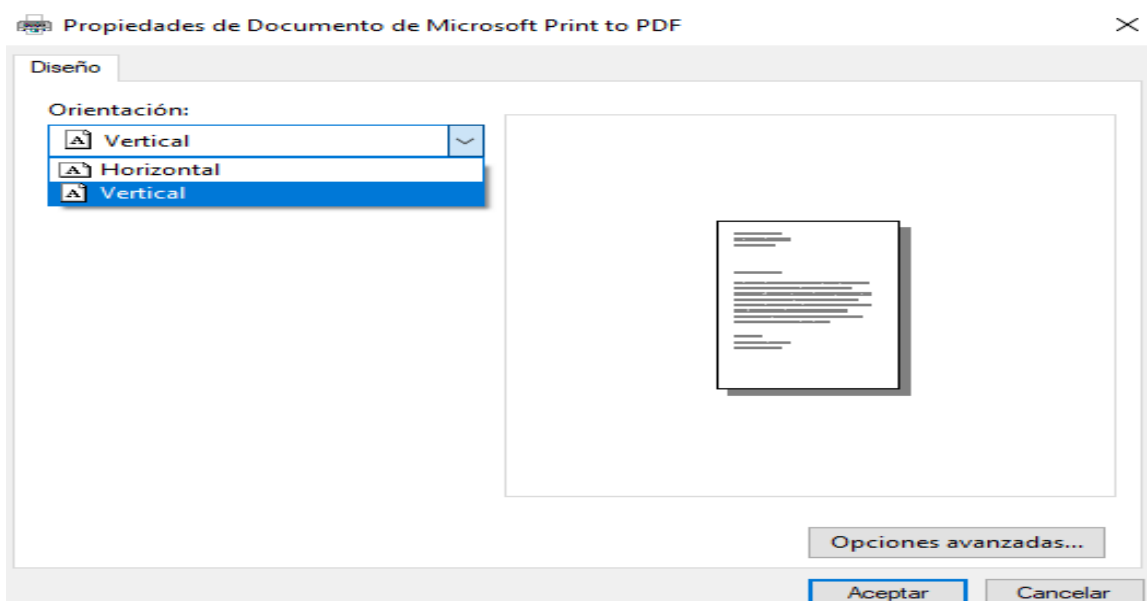 Propiedades de Documento de Microsoft Print to PDF
Diseño
Orientación:
Vertical
Horizontal
Vertical
Opciones avanzadas...
Aceptar
Cancelar